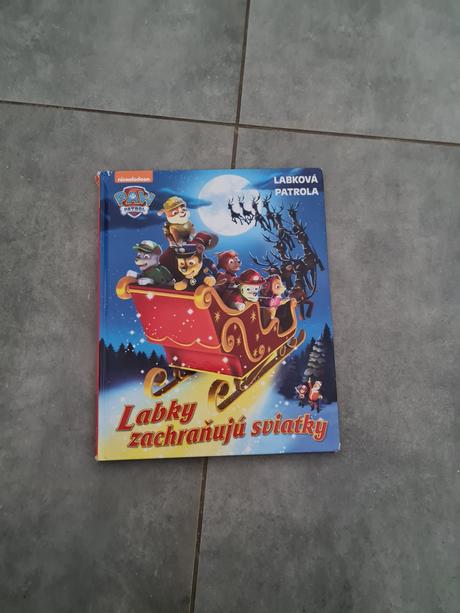 nickelodeon
PAW
PATROL
LABKOVÁ
PATROLA
Labky
zachraňujú sviatky